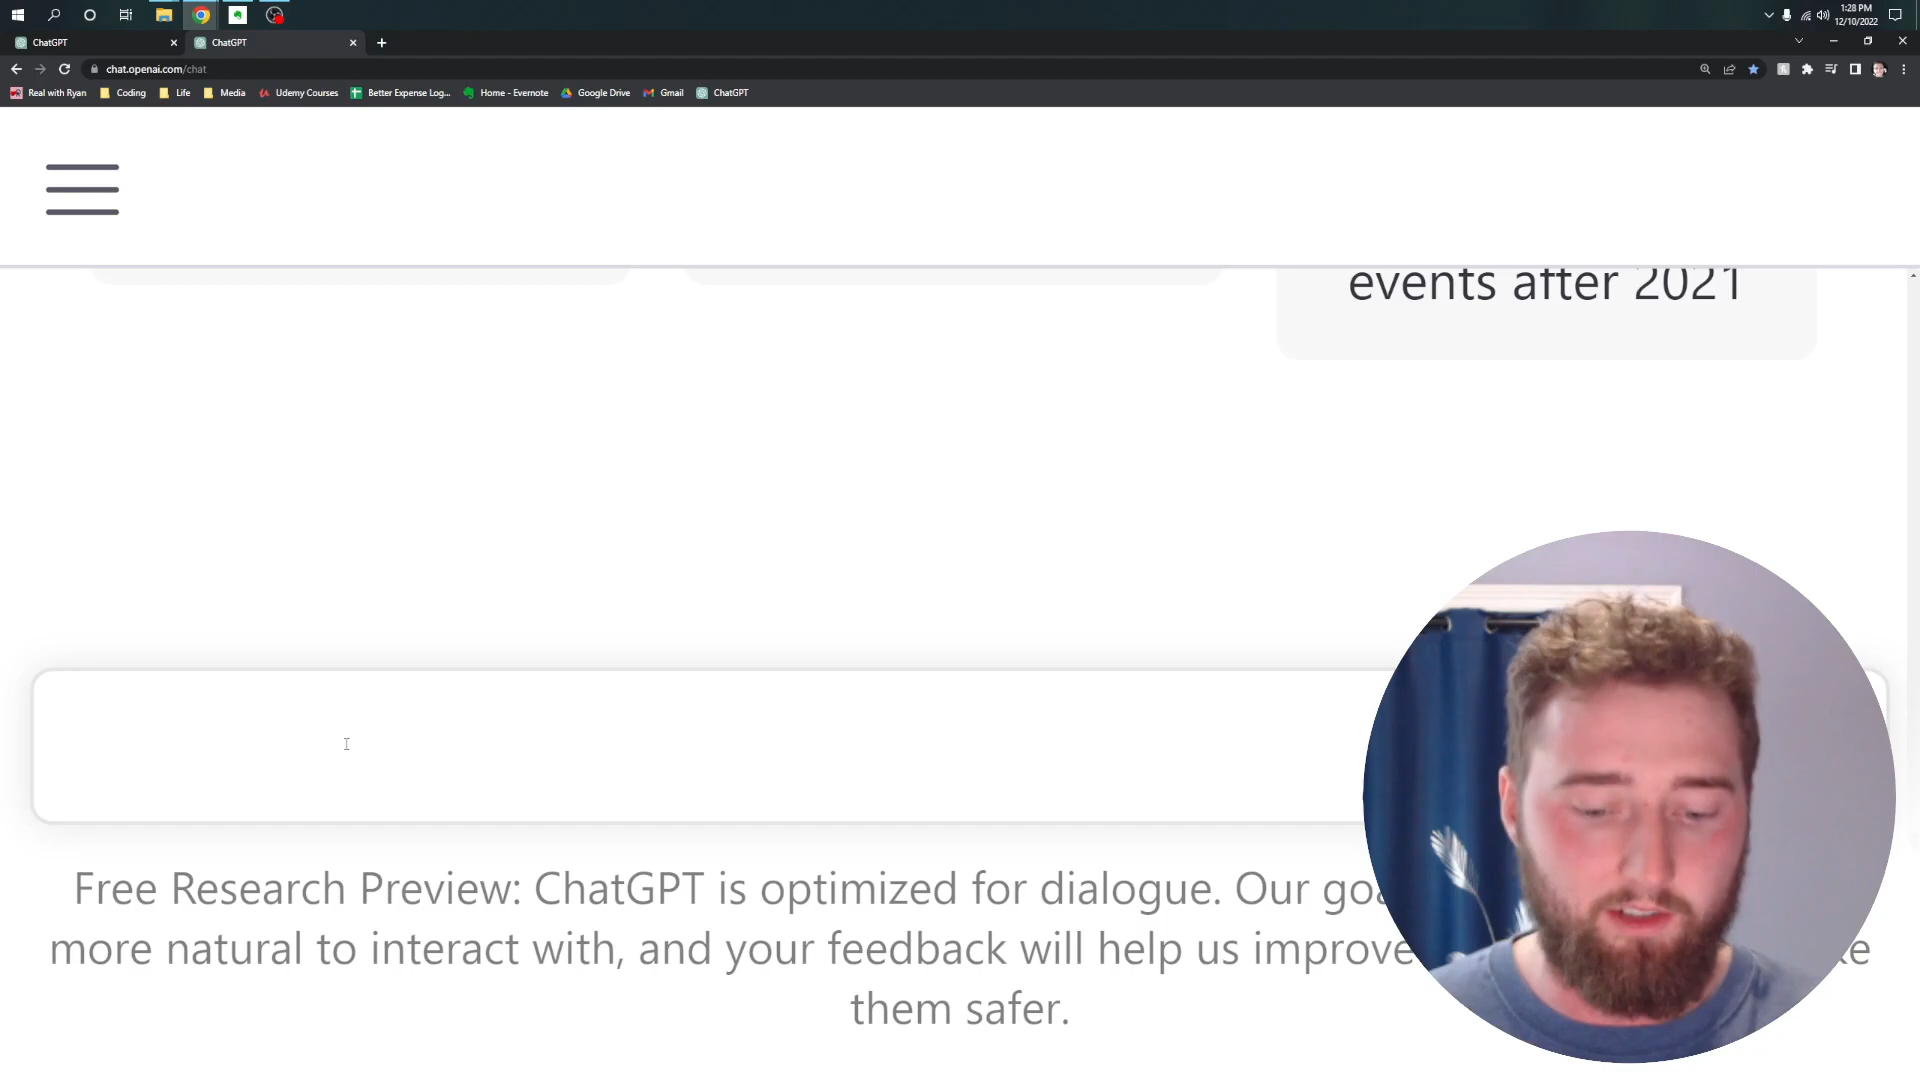 1:28 PM
12/10/2022
ChatGPT
ChatGPT
chat.openai.com/chat
Real with Ryan
Coding
Life
Media
Udemy Courses
Better Expense Log...
Home - Evernote
Google Drive
Gmail
ChatGPT
events after 2021
Free Research Preview: ChatGPT is optimized for dialogue. Our goa
more natural to interact with, and your feedback will help us improve ke
them safer.